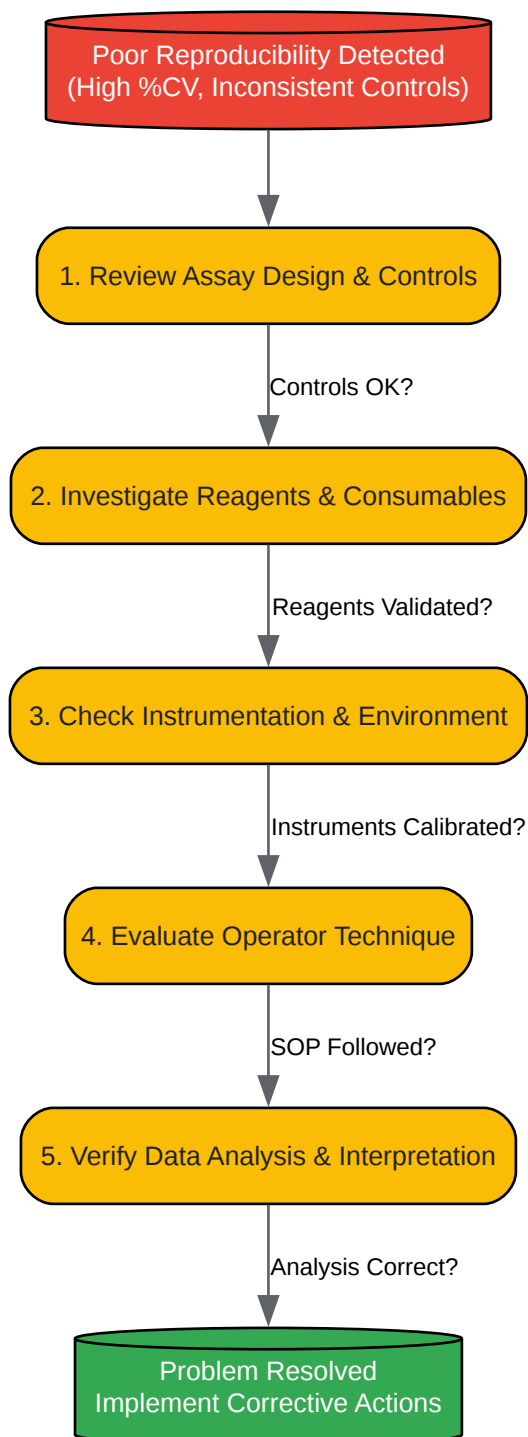 Poor Reproducibility Detected
(High %CV, Inconsistent Controls)
1. Review Assay Design & Controls
Controls OK?
2. Investigate Reagents & Consumables
Reagents Validated?
3. Check Instrumentation & Environment
Instruments Calibrated?
4. Evaluate Operator Technique
SOP Followed?
5. Verify Data Analysis & Interpretation
Analysis Correct?
Problem Resolved
Implement Corrective Actions